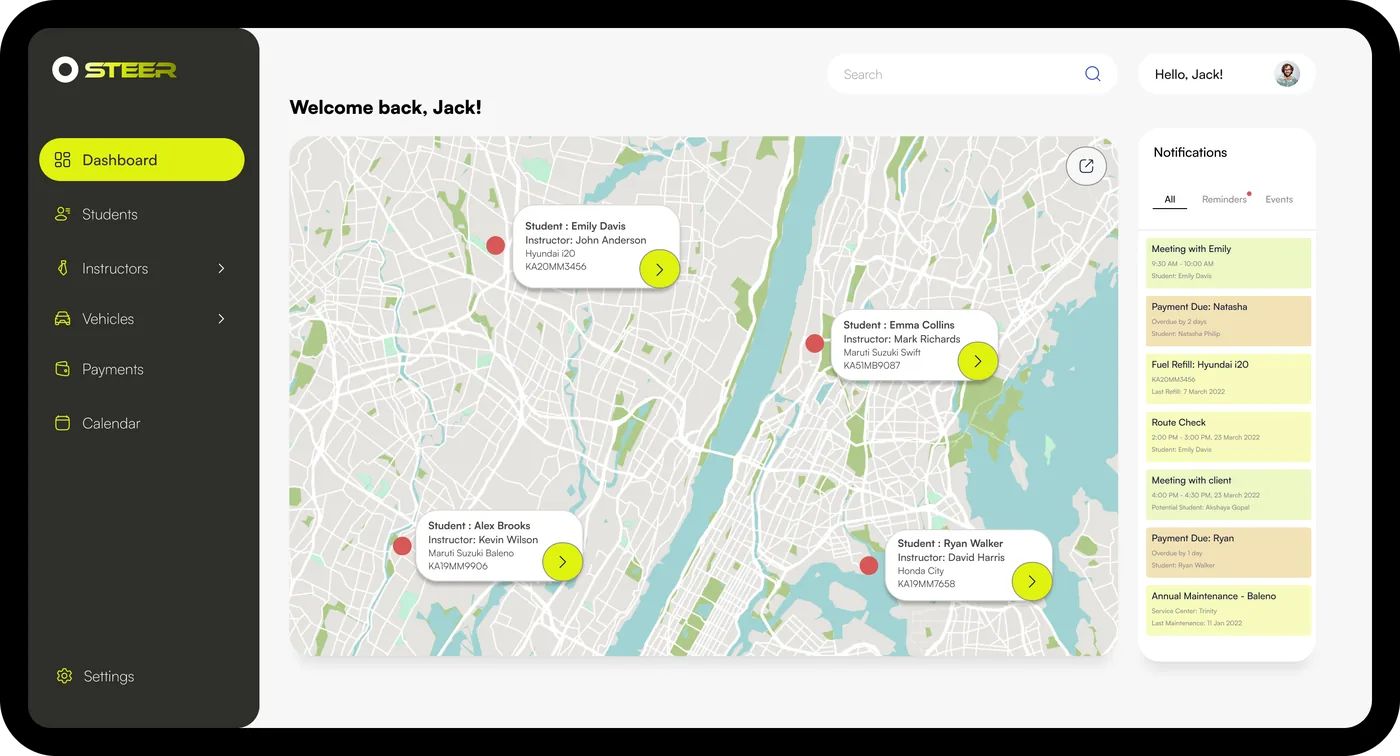 STEER
Dashboard
Students
Instructors
Vehicles
Payments
Calendar
Settings
Search
Hello, Jack!
Welcome back, Jack!
Student : Emily Davis
Instructor: John Anderson
Hyundai i20
KA20MM3456
Student : Emma Collins
Instructor: Mark Richards
Maruti Suzuki Swift
KA51MB9087
Student : Alex Brooks
Instructor: Kevin Wilson
Maruti Suzuki Baleno
KA19MM9906
Student : Ryan Walker
Instructor: David Harris
Honda City
KA19MM7658
Notifications
All Reminders Events
Meeting with Emily
9:30 AM - 10:00 AM
Student: Emily Davis
Payment Due: Natasha
Overdue by 2 days
Student: Natasha Philip
Fuel Refill: Hyundai i20
KA20MM3456
Last Refill: 7 March 2022
Route Check
2:00 PM - 3:00 PM, 23 March 2022
Student: Emily Davis
Meeting with client
4:00 PM - 4:30 PM, 23 March 2022
Potential Student: Akshaya Gopal
Payment Due: Ryan
Overdue by 1 day
Student: Ryan Walker
Annual Maintenance - Baleno
Service Center: Trinity
Last Maintenance: 11 Jan 2022